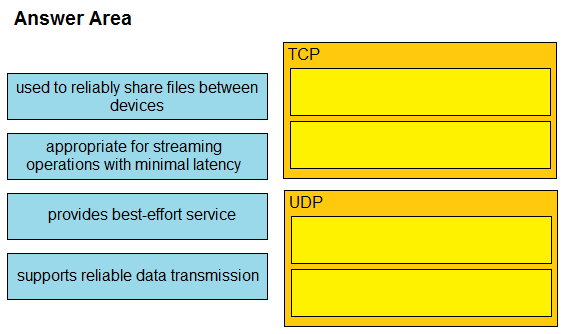 Answer Area
used to reliably share files between
devices
appropriate for streaming
operations with minimal latency
provides best-effort service
supports reliable data transmission
TCP
UDP